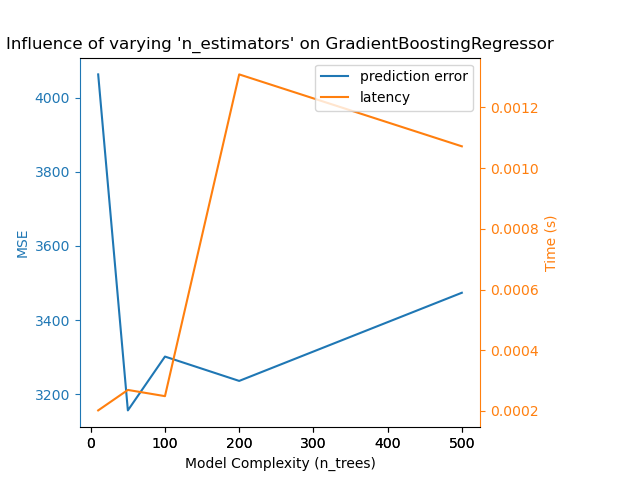 Influence of varying 'n_estimators' on GradientBoostingRegressor
prediction error
latency
4000
3800
3600
3400
3200
MSE
0.0012
0.0010
0.0008
0.0006
0.0004
0.0002
Time (s)
0 100 200 300 400 500
Model Complexity (n_trees)